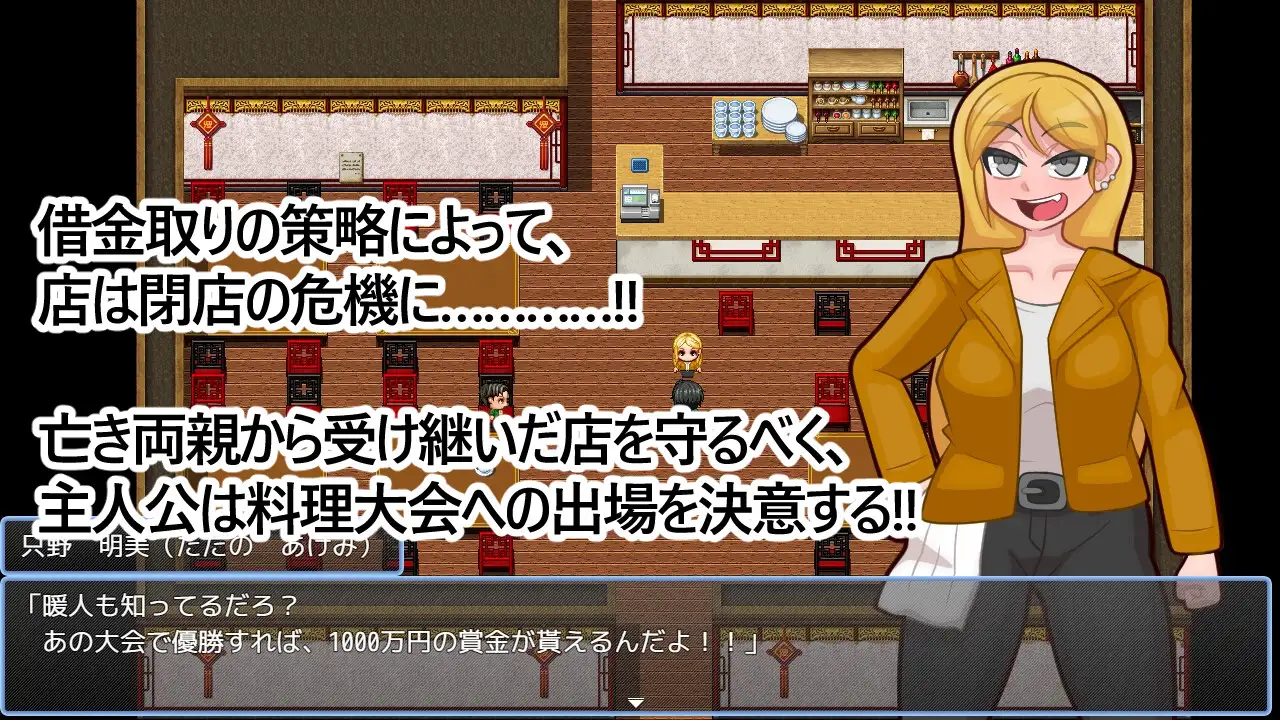 借金取りの策略によって、
店は閉店の危機に…………!!
亡き両親から受け継いだ店を守るべく、
主人公は料理大会への出場を決意する!!
只野　明美（ただの　あけみ）
「暖人も知ってるだろ？
あの大会で優勝すれば、1000万円の賞金が貰えるんだよ！！」